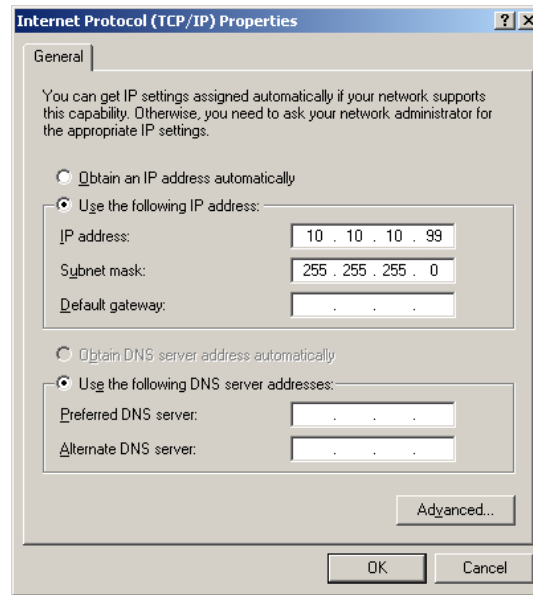 Internet Protocol (TCP/IP) Properties
General
You can get IP settings assigned automatically if your network supports
this capability. Otherwise, you need to ask your network administrator for
the appropriate IP settings.
Obtain an IP address automatically
Use the following IP address:
IP address: 10 . 10 . 10 . 99
Subnet mask: 255 . 255 . 255 . 0
Default gateway: . . .
Obtain DNS server address automatically
Use the following DNS server addresses:
Preferred DNS server: . . .
Alternate DNS server: . . .
Advanced...
OK Cancel